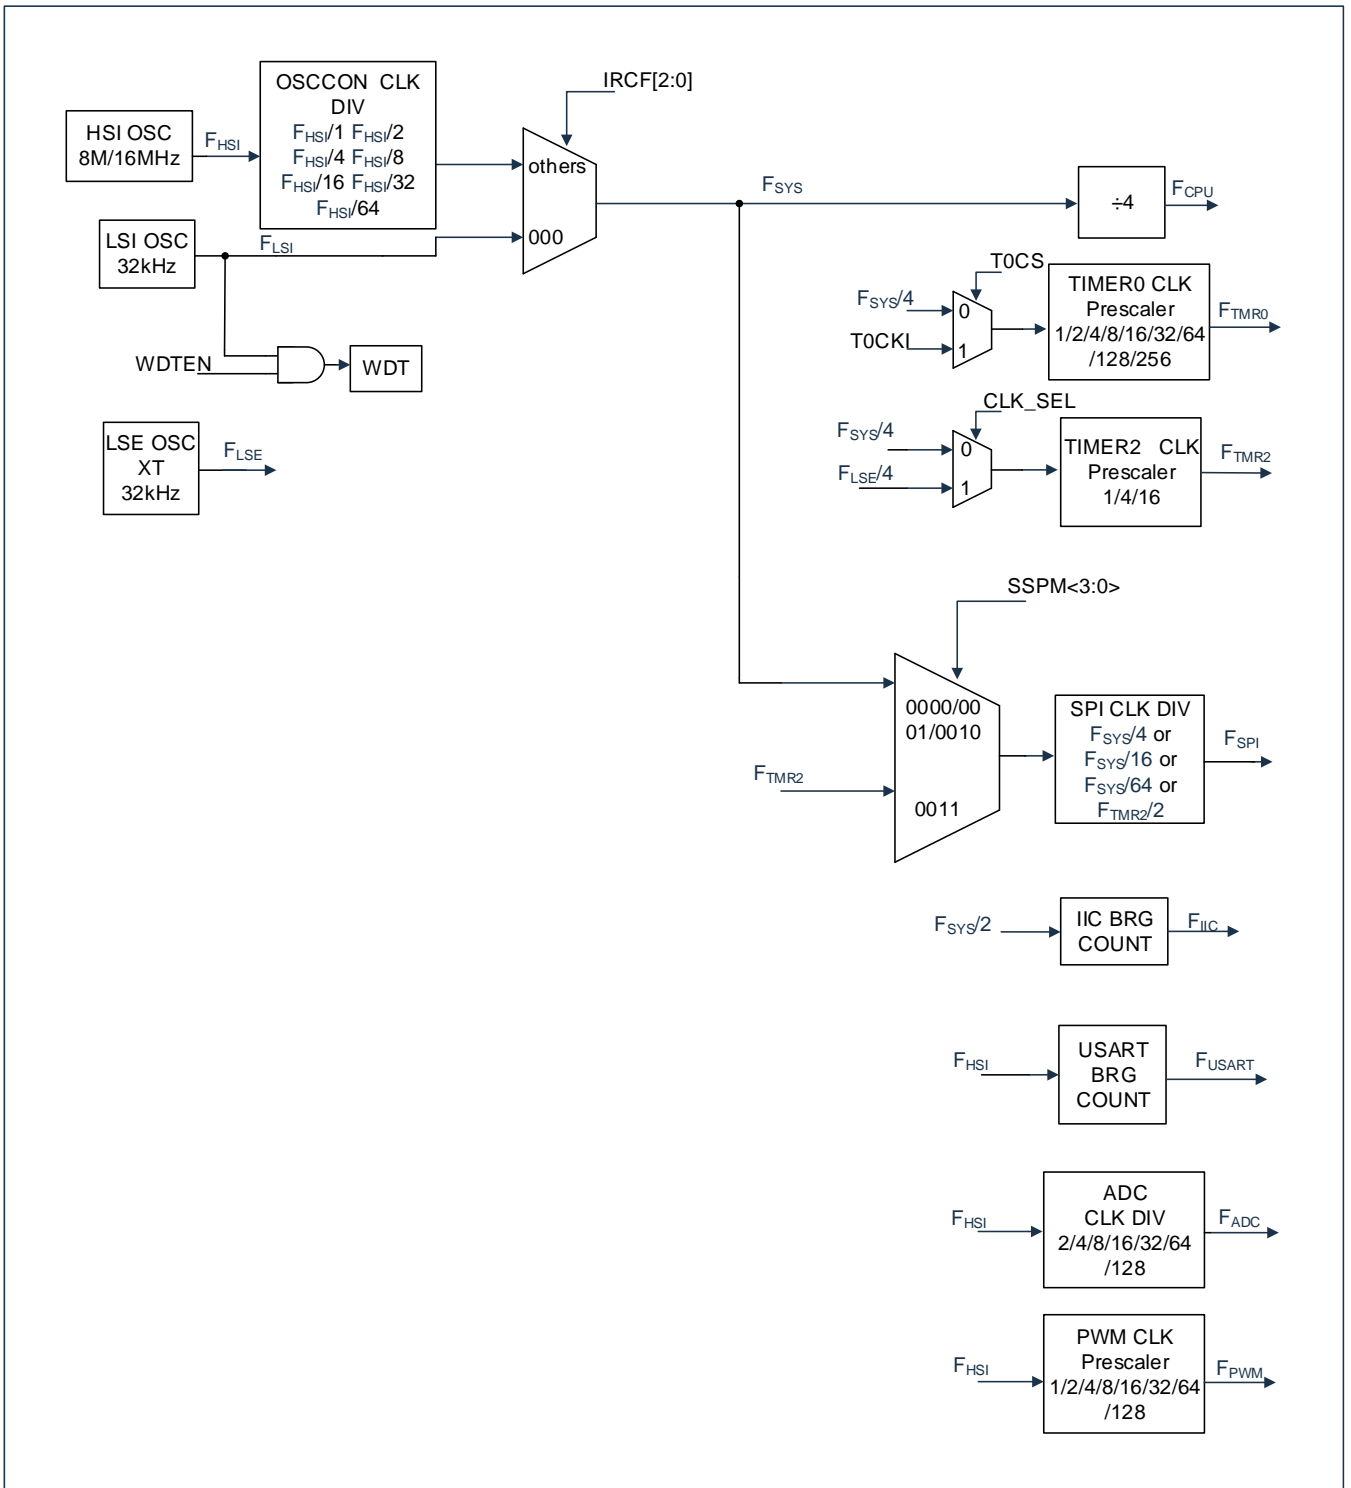 IRCF[2:0]
OSCCON CLK
DIV
FHSI/1 FHSI/2
FHSI/4 FHSI/8
FHSI/16 FHSI/32
FHSI/64
HSI OSC
8M/16MHz
FHSI
others
000
LSI OSC
32kHz
FLSI
WDTEN
WDT
LSE OSC
XT
32kHz
FLSE
FSYS
÷4
FCPU
T0CS
FSYS/4
T0CKI
0
1
TIMER0 CLK
Prescaler
1/2/4/8/16/32/64
/128/256
FTMR0
CLK_SEL
FSYS/4
FLSE/4
0
1
TIMER2 CLK
Prescaler
1/4/16
FTMR2
SSPM<3:0>
0000/00
01/0010
0011
FTMR2
SPI CLK DIV
FSYS/4 or
FSYS/16 or
FSYS/64 or
FTMR2/2
FSPI
FSYS/2
IIC BRG
COUNT
FIIC
FHSI
USART
BRG
COUNT
FUSART
FHSI
ADC
CLK DIV
2/4/8/16/32/64
/128
FADC
FHSI
PWM CLK
Prescaler
1/2/4/8/16/32/64
/128
FPWM